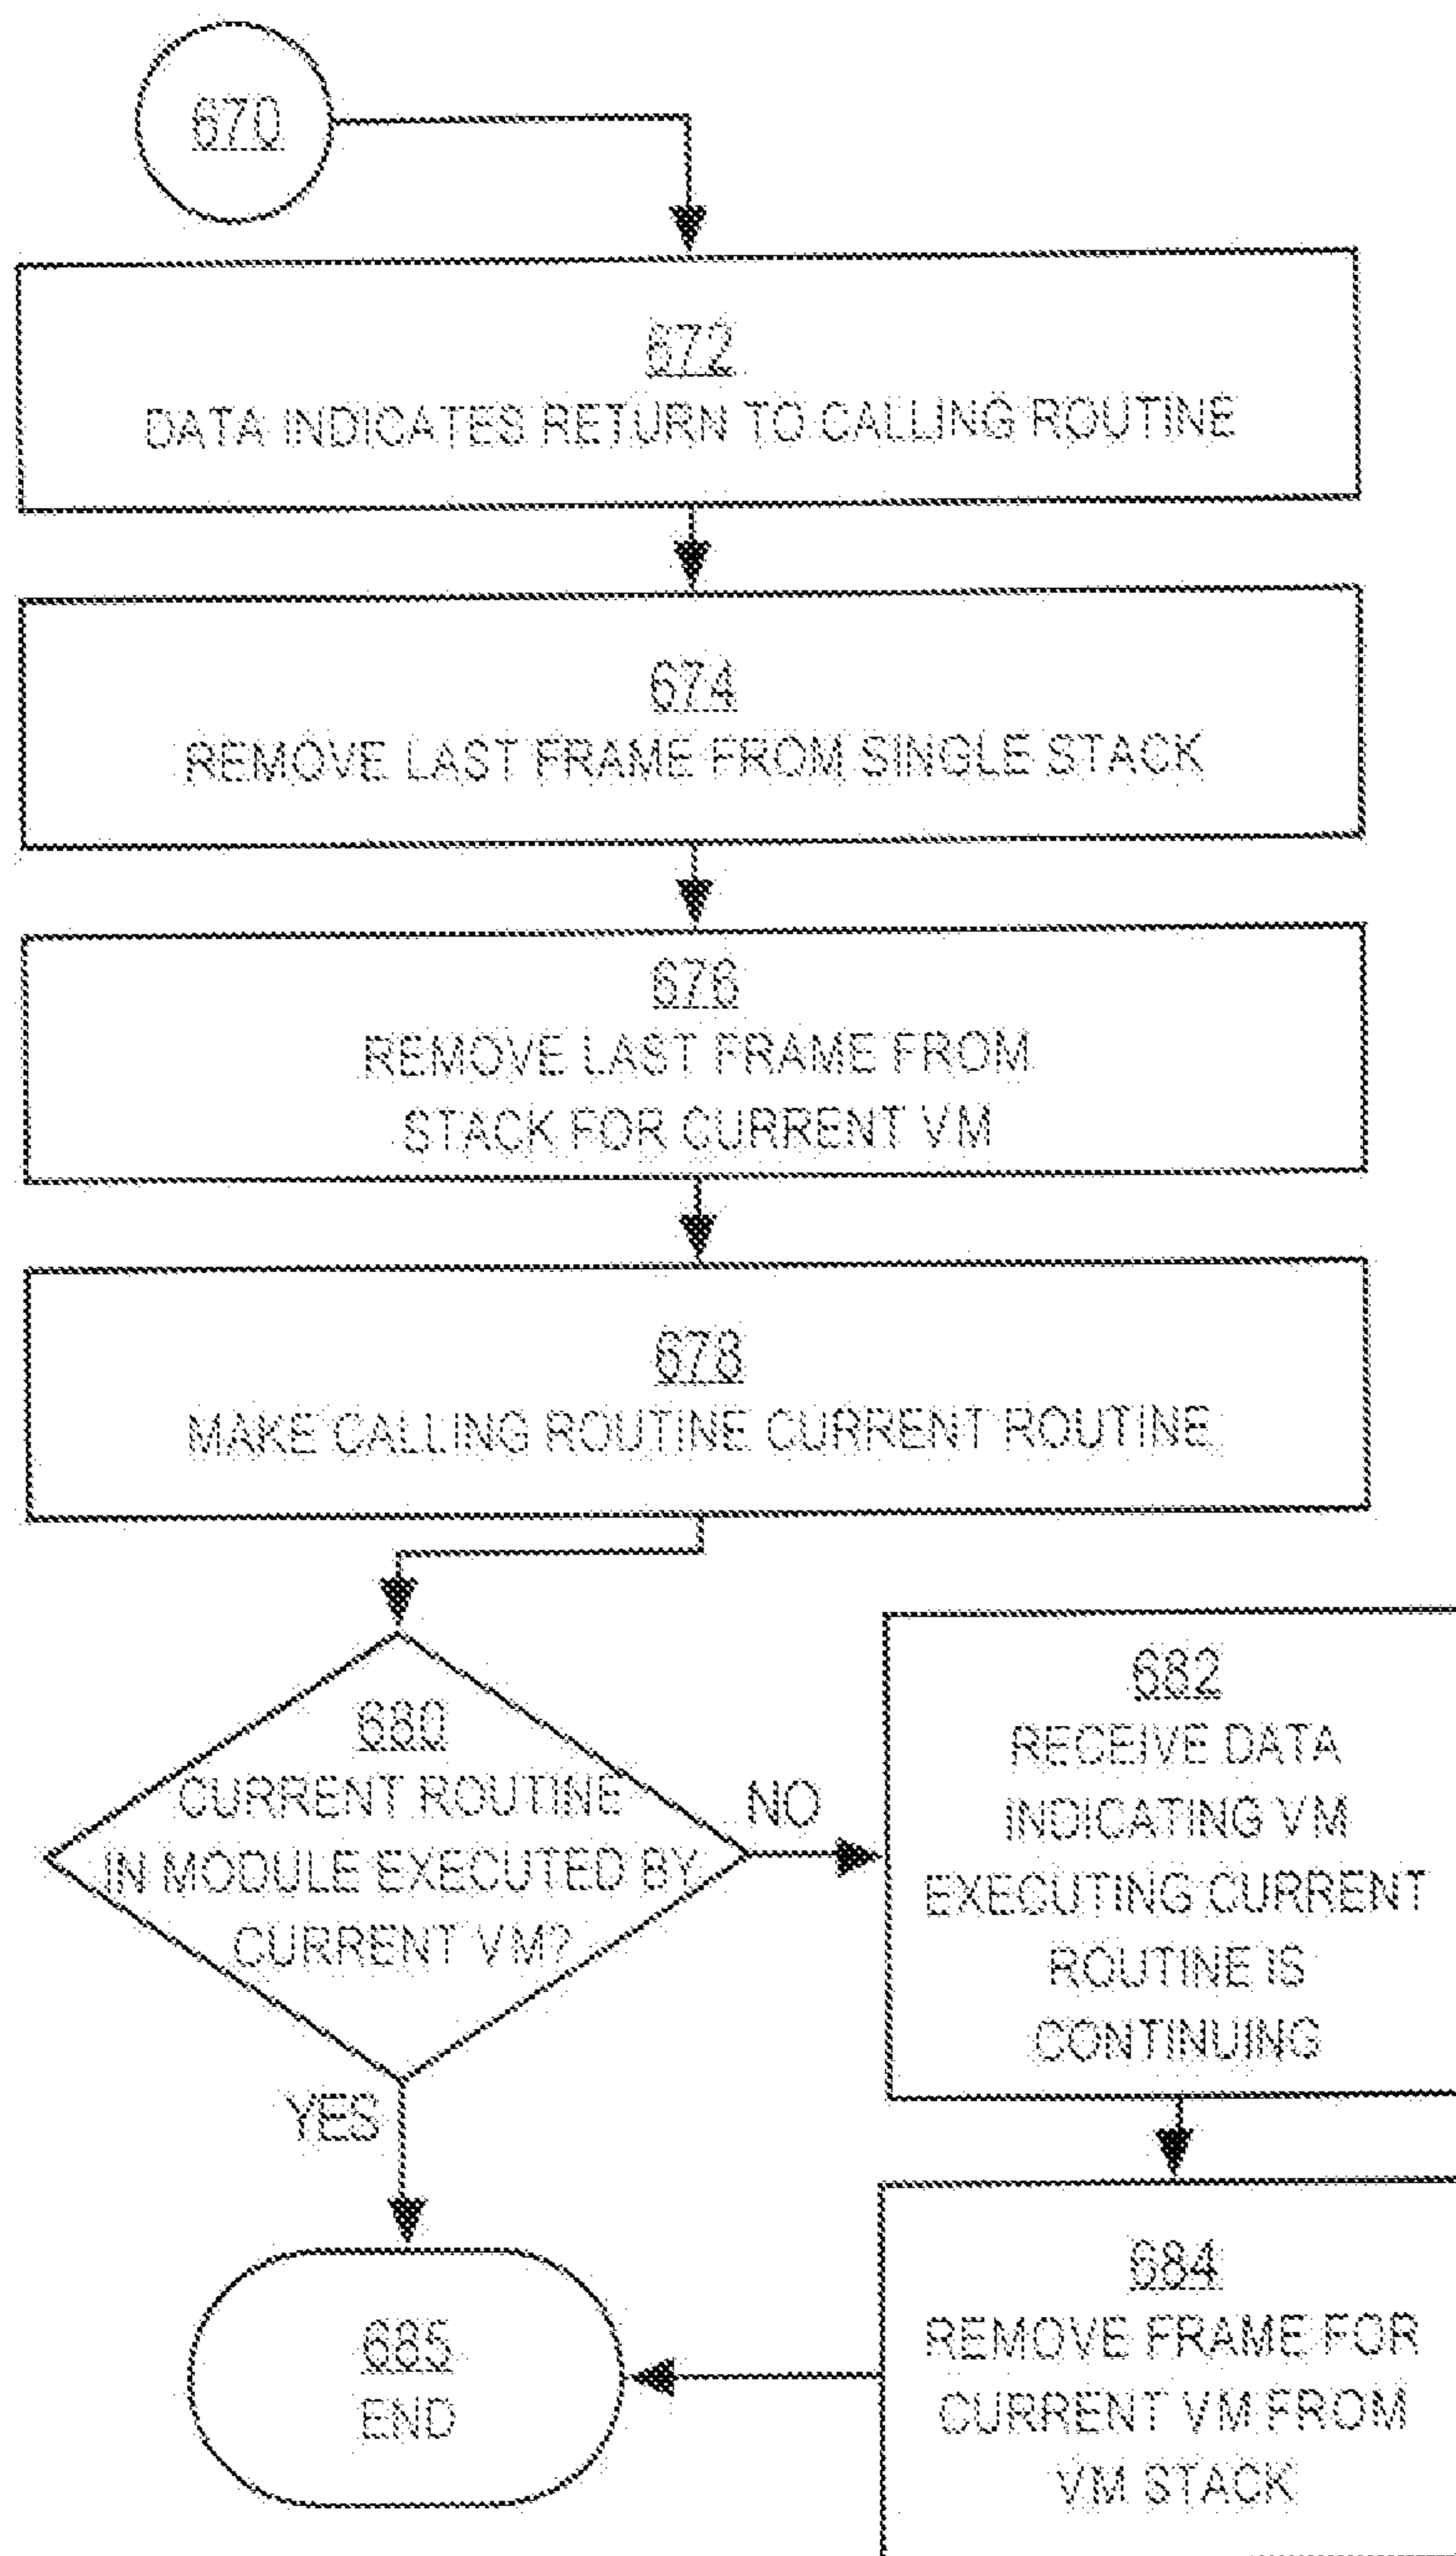 670
672
DATA INDICATES RETURN TO CALLING ROUTINE
674
REMOVE LAST FRAME FROM SINGLE STACK
676
REMOVE LAST FRAME FROM
STACK FOR CURRENT VM
678
MAKE CALLING ROUTINE CURRENT ROUTINE
680
CURRENT ROUTINE
IN MODULE EXECUTED BY
CURRENT VM?
NO
YES
682
RECEIVE DATA
INDICATING VM
EXECUTING CURRENT
ROUTINE IS
CONTINUING
684
REMOVE FRAME FOR
CURRENT VM FROM
VM STACK
685
END